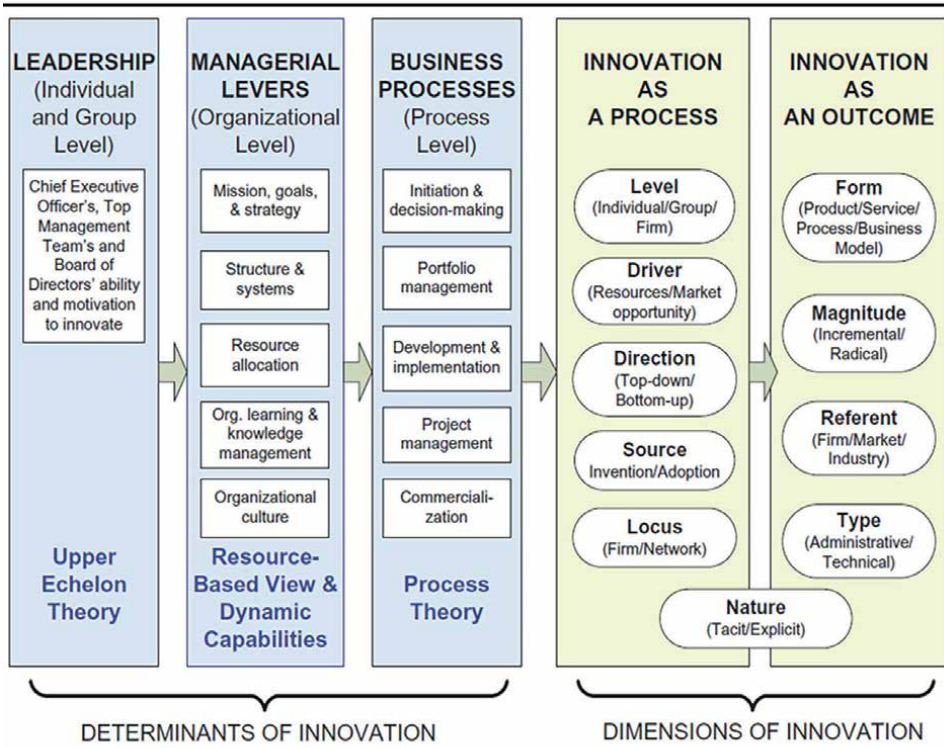 LEADERSHIP
(Individual
and Group
Level)
Chief Executive
Officer's, Top
Management
Team's and
Board of
Directors' ability
and motivation
to innovate
Upper
Echelon
Theory
MANAGERIAL
LEVERS
(Organizational
Level)
Mission, goals,
& strategy
Structure &
systems
Resource
allocation
Org. learning &
knowledge
management
Organizational
culture
Resource-
Based View &
Dynamic
Capabilities
BUSINESS
PROCESSES
(Process
Level)
Initiation &
decision-making
Portfolio
management
Development &
implementation
Project
management
Commerciali-
zation
Process
Theory
INNOVATION
AS
A PROCESS
Level
(Individual/Group/
Firm)
Driver
(Resources/Market
opportunity)
Direction
(Top-down/
Bottom-up)
Source
Invention/Adoption
Locus
(Firm/Network)
INNOVATION
AS
AN OUTCOME
Form
(Product/Service/
Process/Business
Model)
Magnitude
(Incremental/
Radical)
Referent
(Firm/Market/
Industry)
Type
(Administrative/
Technical)
Nature
(Tacit/Explicit)
DETERMINANTS OF INNOVATION
DIMENSIONS OF INNOVATION